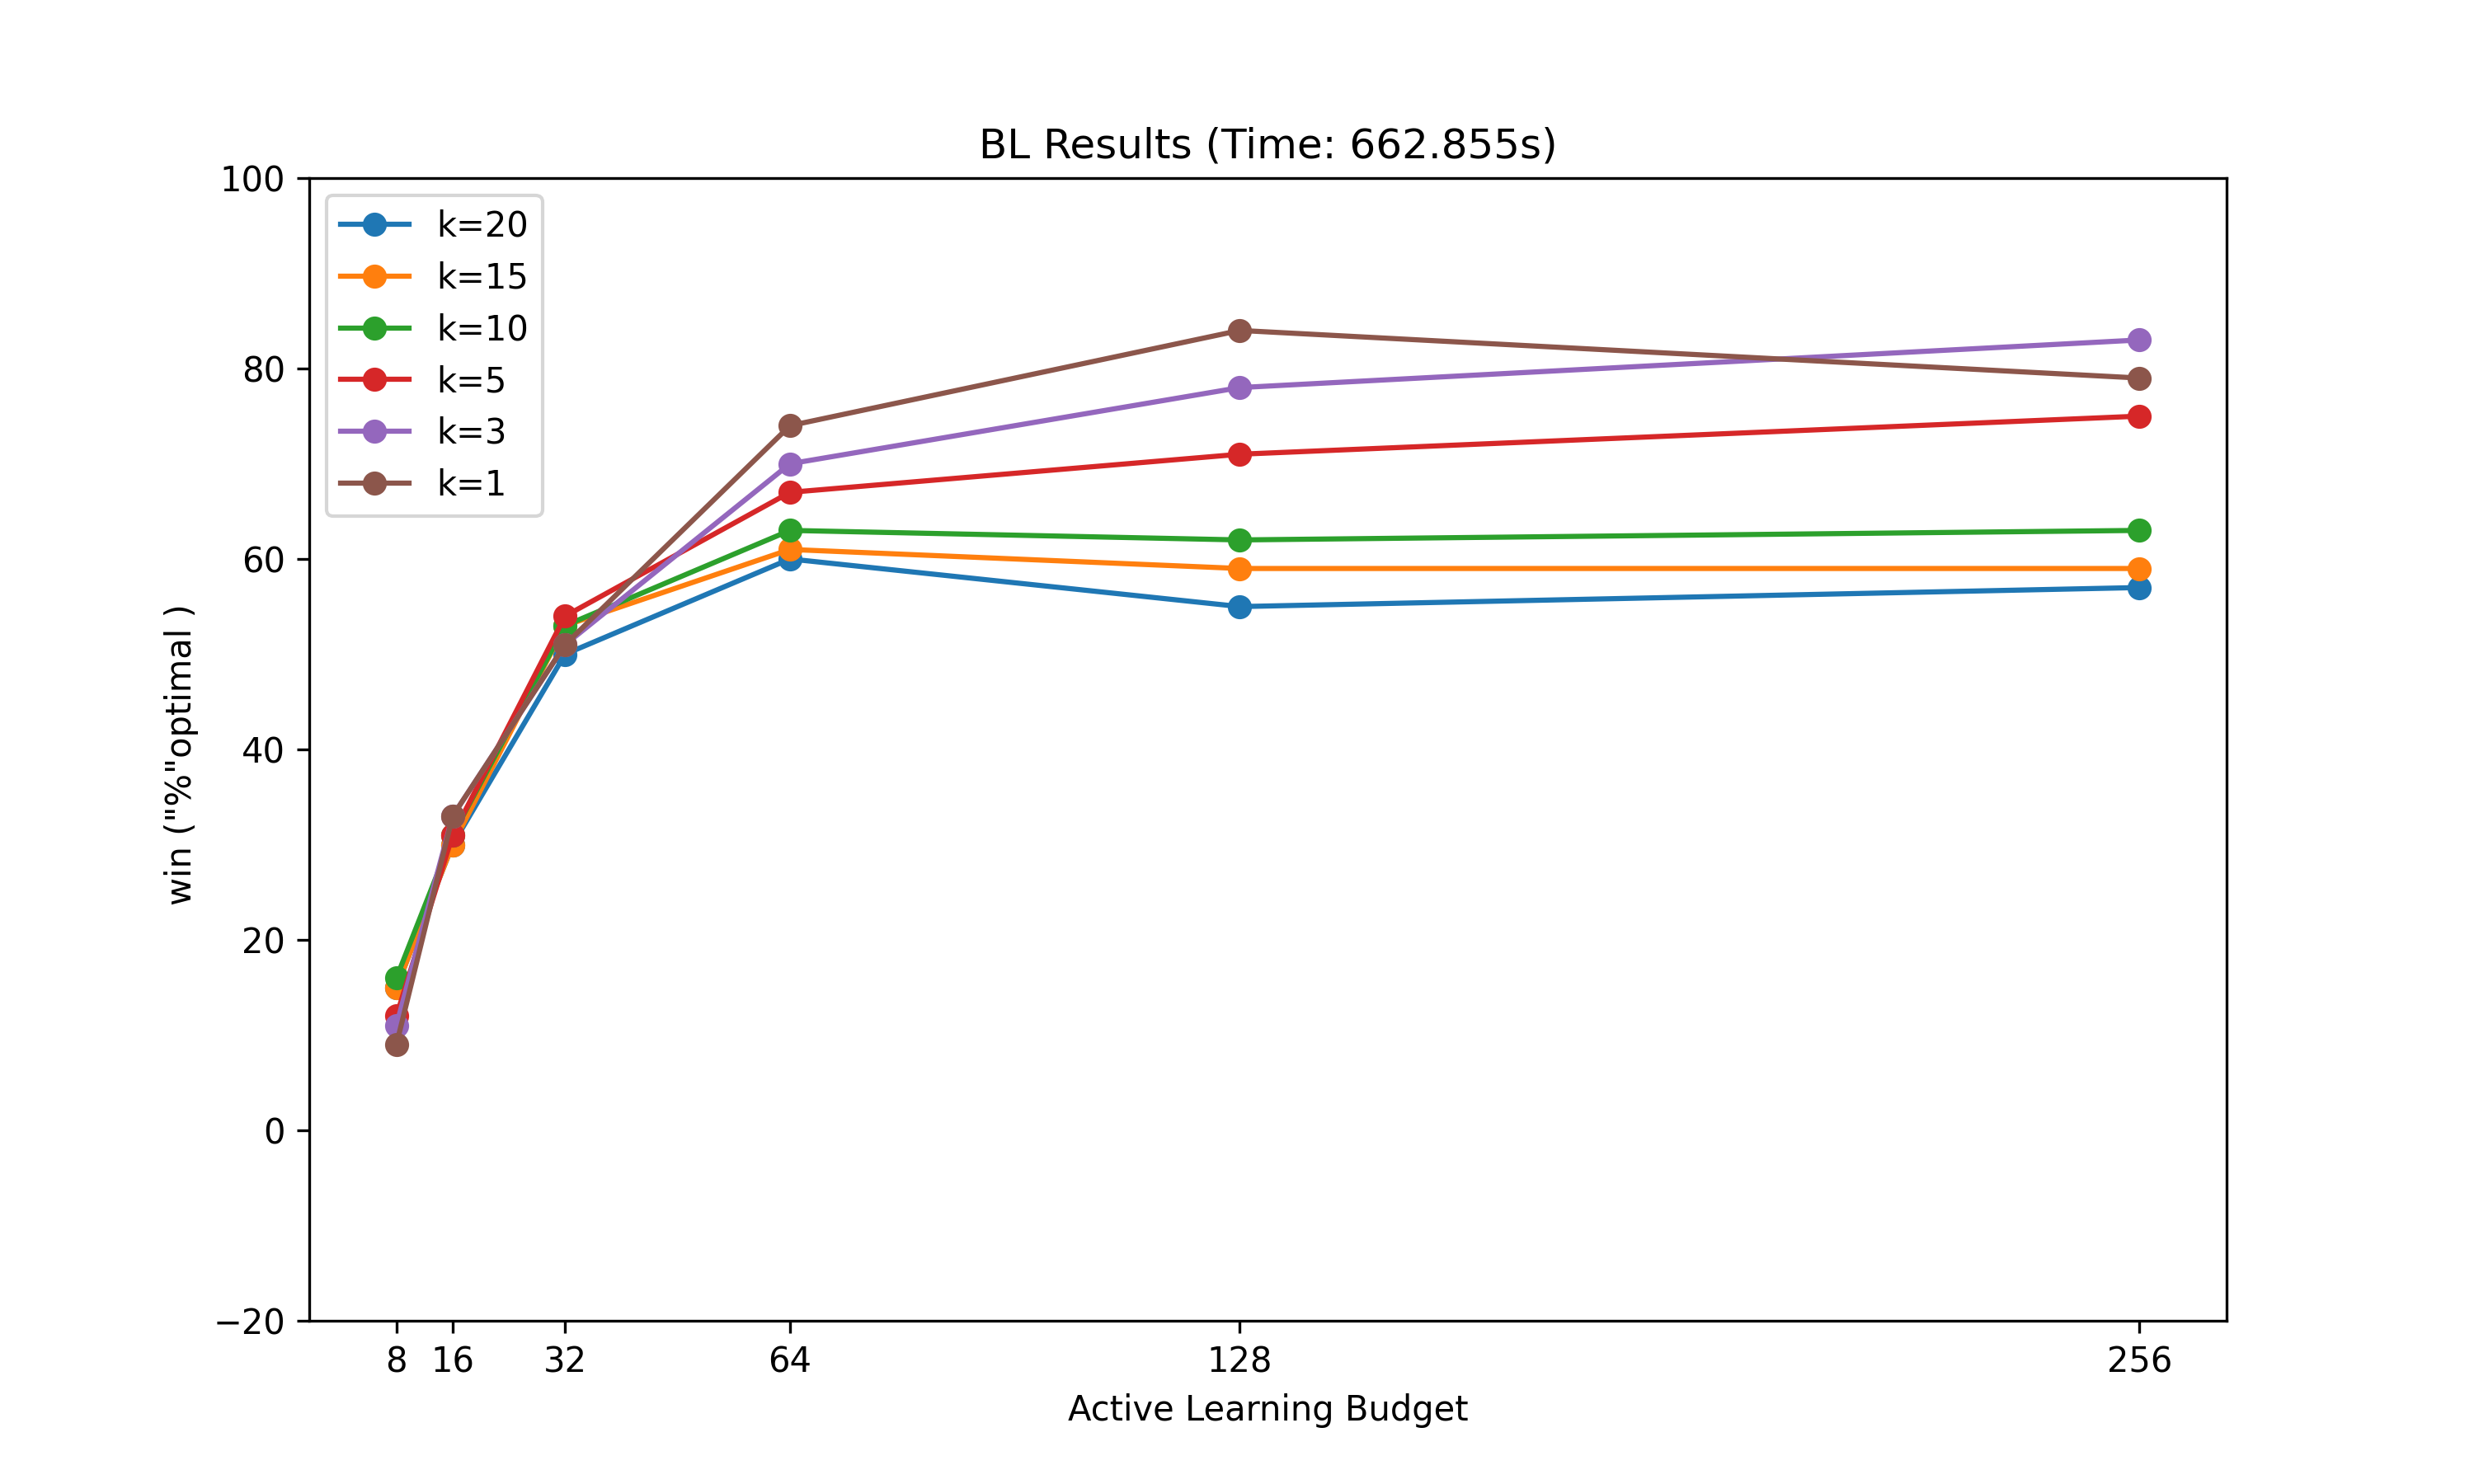 BL Results (Time: 662.855s)
100
80
60
40
20
0
−20
win ("%"optimal )
k=20
k=15
k=10
k=5
k=3
k=1
8 16 32 64 128 256
Active Learning Budget